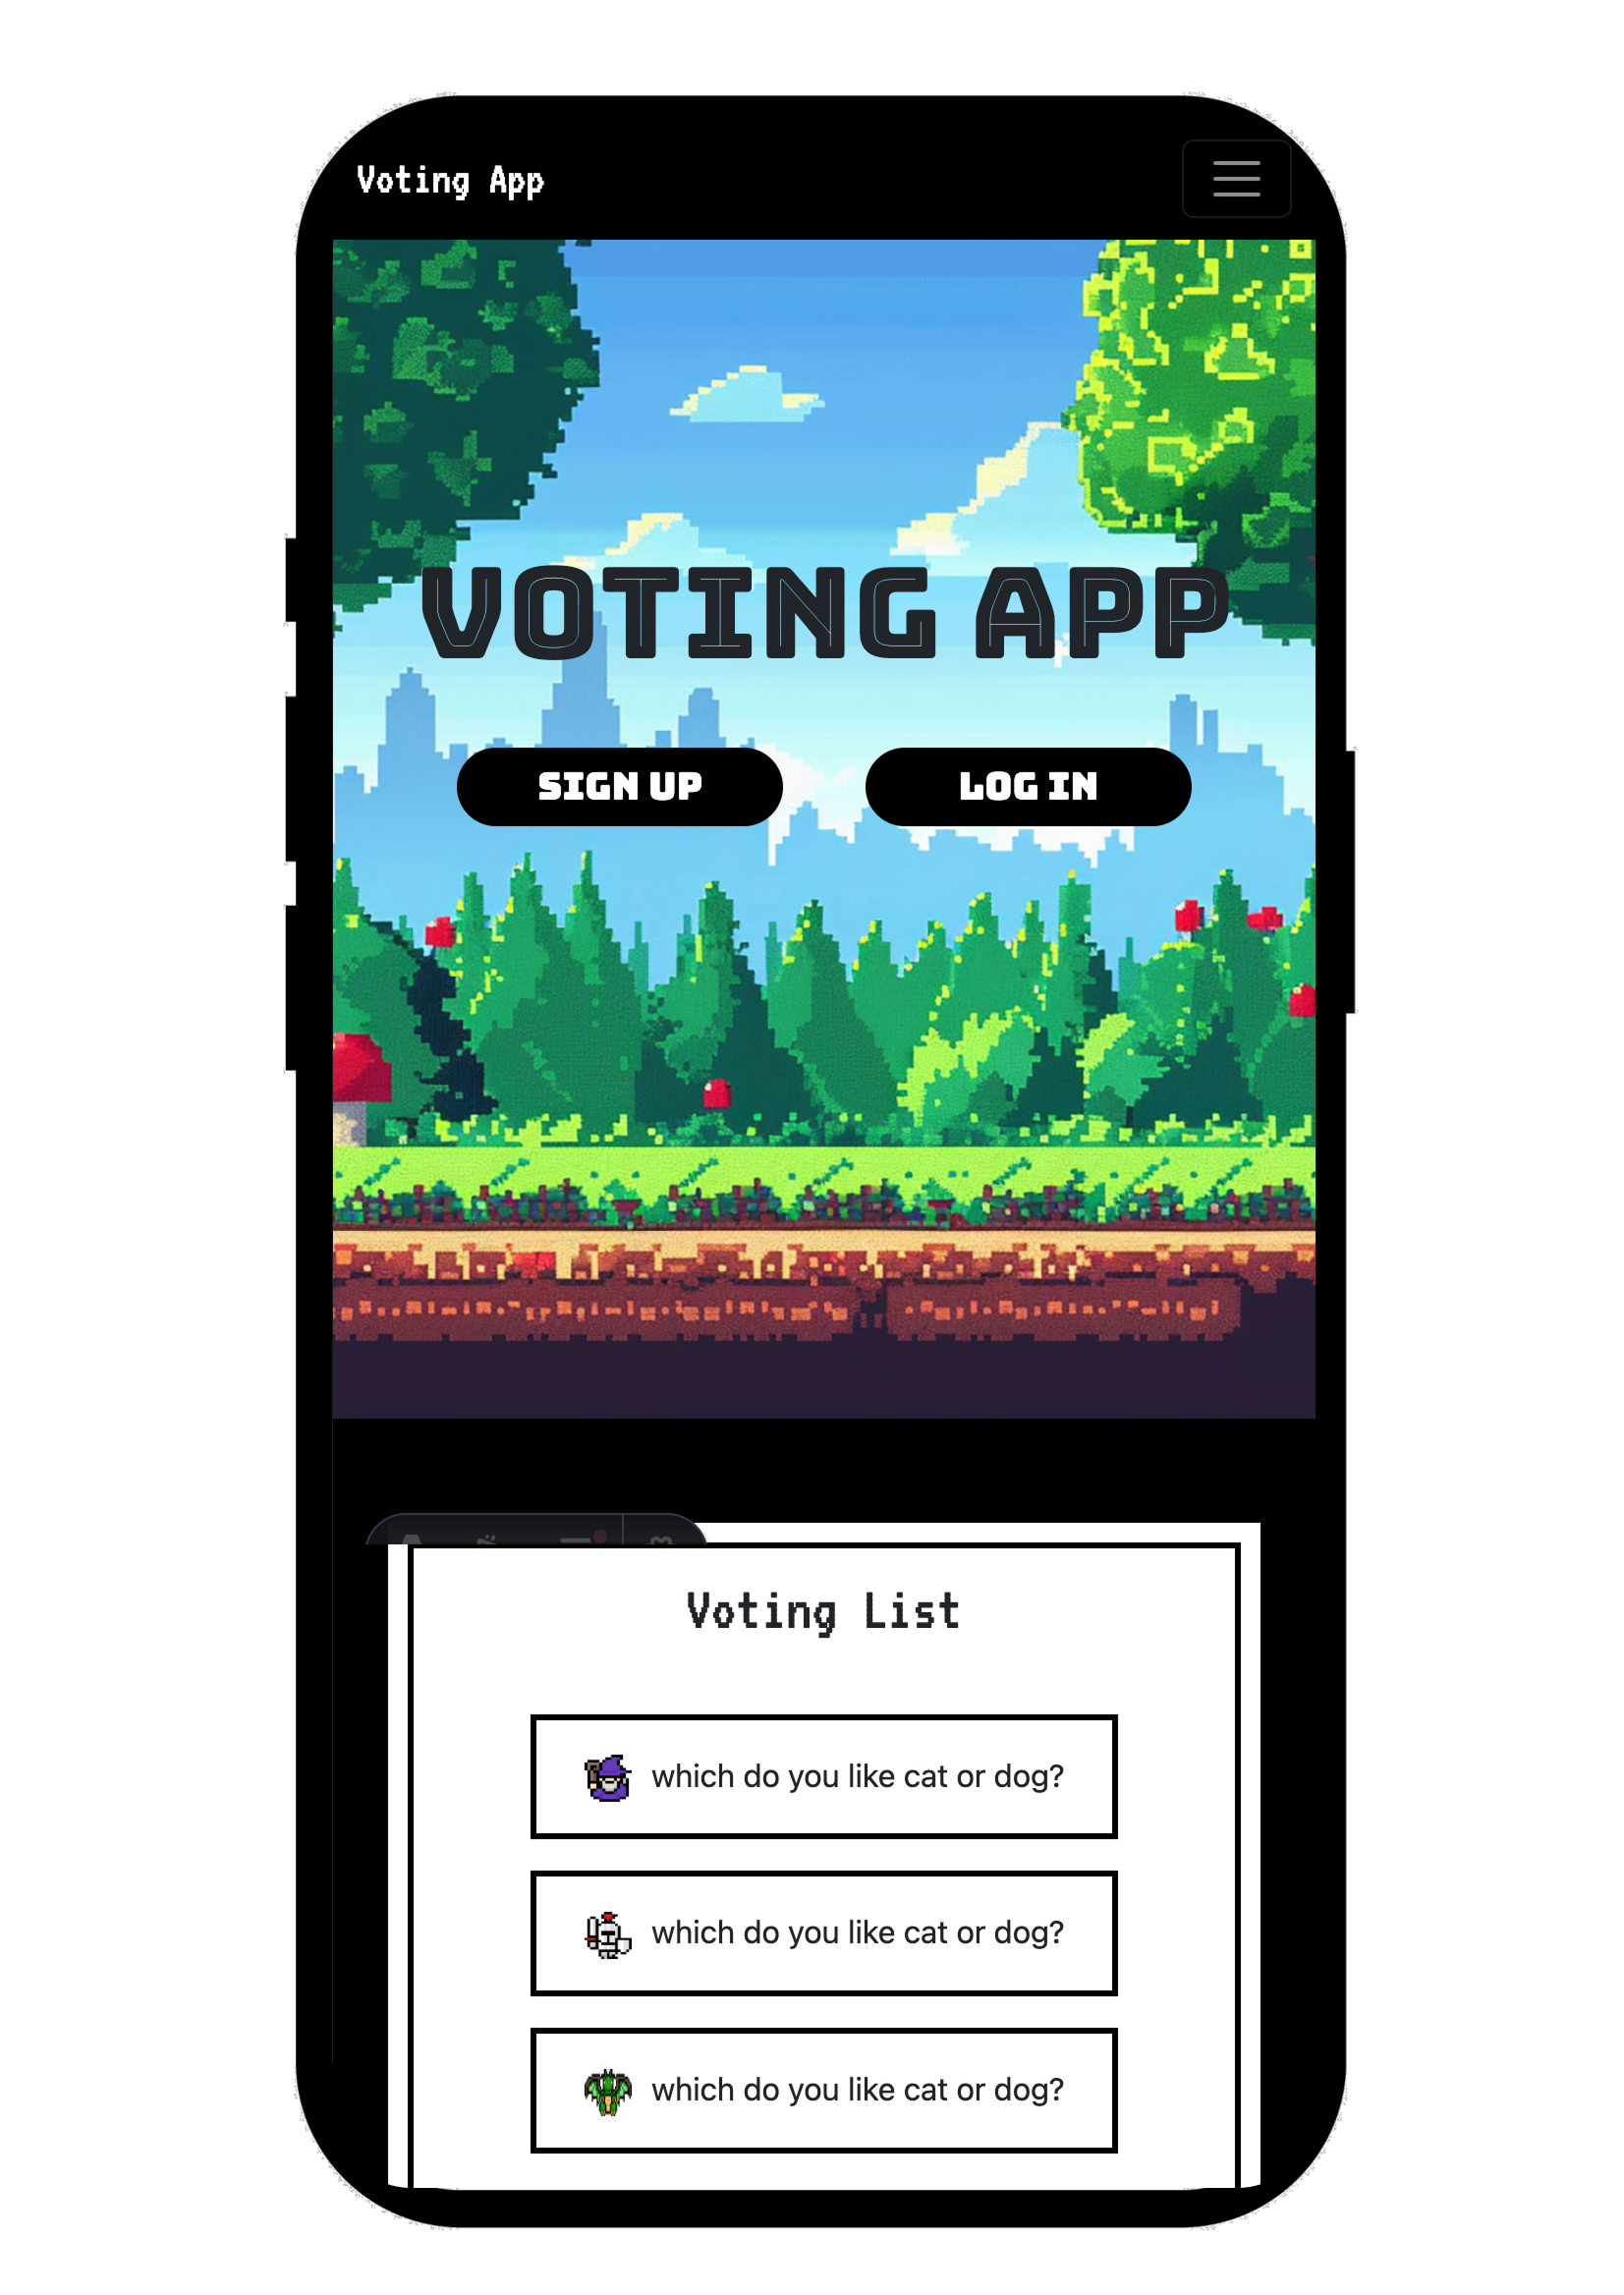 Voting App
VOTING APP
SIGN UP
LOG IN
Voting List
which do you like cat or dog?
which do you like cat or dog?
which do you like cat or dog?